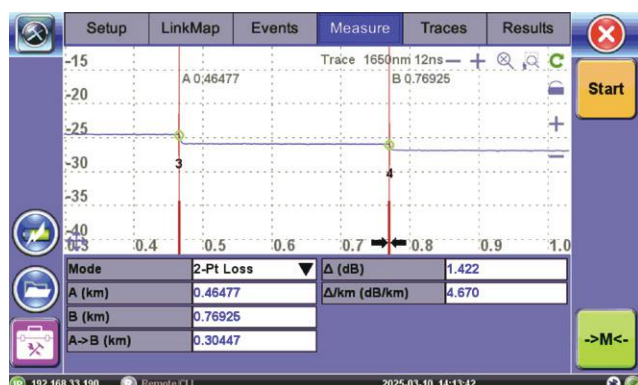 Setup LinkMap Events Measure Traces Results
-15 Trace 1650nm 12ns
A 0.46477 B 0.76925
Start
-20
-25
-30
3
4
-35
-40
0.3 0.4 0.5 0.6 0.7 0.8 0.9 1.0
Mode 2-Pt Loss Δ (dB) 1.422
A (km) 0.46477 Δ/km (dB/km) 4.670
B (km) 0.76925
A->B (km) 0.30447
->M<-
IP 192.168.33.190 R Remote/CLI 2025-03-10 14:13:42